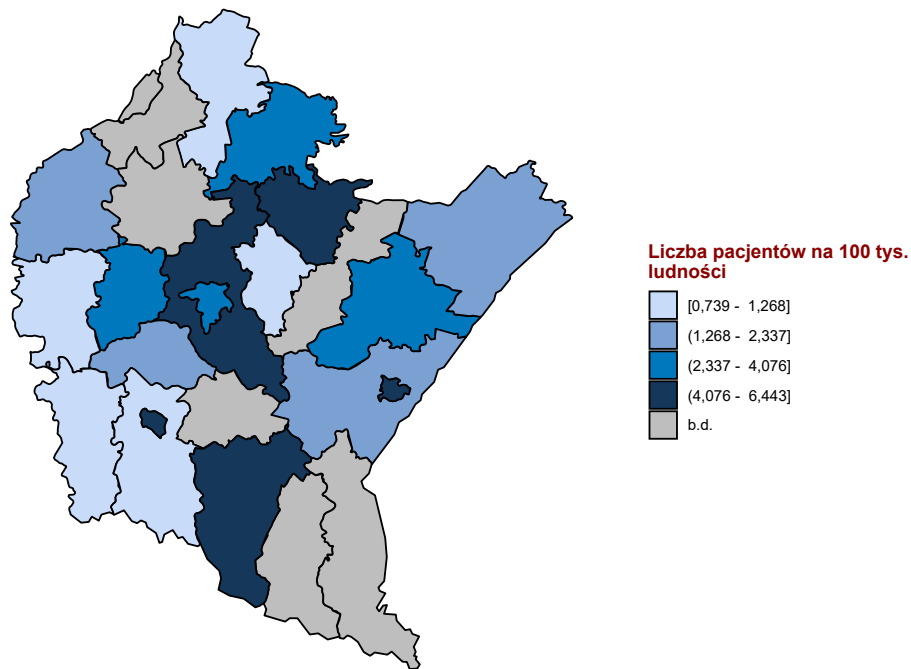 Liczba pacjentów na 100 tys.
ludności
[0,739 - 1,268]
(1,268 - 2,337]
(2,337 - 4,076]
(4,076 - 6,443]
b.d.